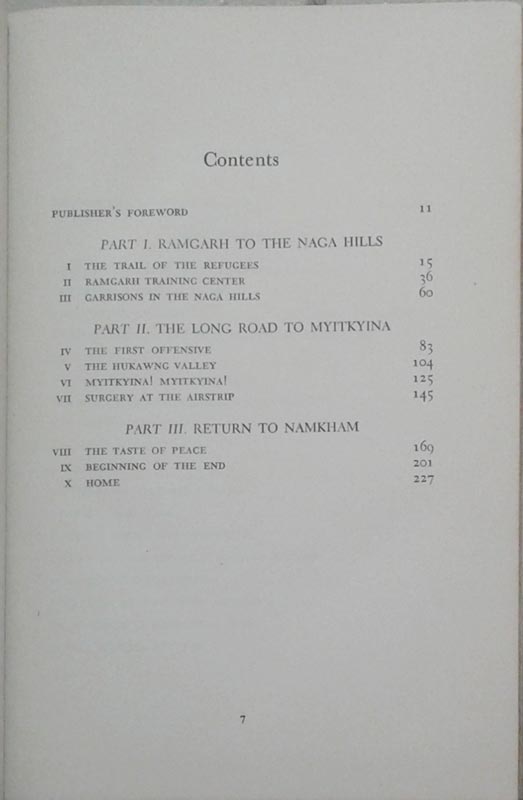 Contents
PUBLISHER'S FOREWORD 11
PART I. RAMGARH TO THE NAGA HILLS
I THE TRAIL OF THE REFUGEES 15
II RAMGARH TRAINING CENTER 36
III GARRISONS IN THE NAGA HILLS 60
PART II. THE LONG ROAD TO MYITKYINA
IV THE FIRST OFFENSIVE 83
V THE HUKAWNG VALLEY 104
VI MYITKYINA! MYITKYINA! 125
VII SURGERY AT THE AIRSTRIP 145
PART III. RETURN TO NAMKHAM
VIII THE TASTE OF PEACE 169
IX BEGINNING OF THE END 201
X HOME 227
7